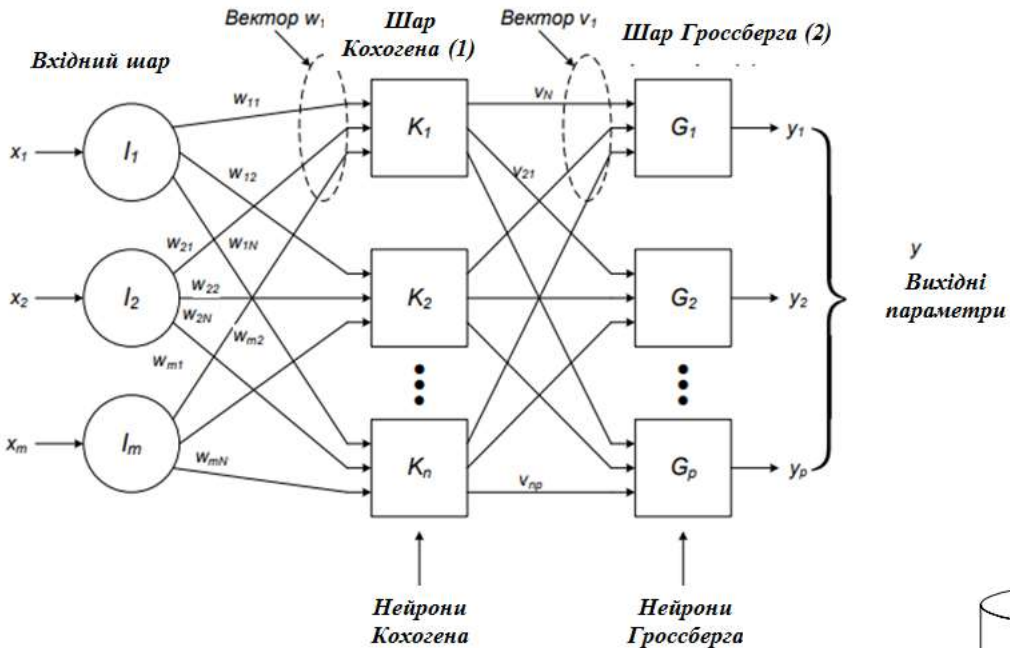 Вектор w1
Шар
Кохогена (1)
Вектор v1
Шар Гроссберга (2)
Вхідний шар
w11
vN
x1
I1
K1
G1
y1
w12
v21
w21
w1N
y
x2
I2
w22
K2
G2
y2
Вихідні
параметри
w2N
wm2
wm1
xm
Im
wmN
Kn
vnp
Gp
yp
Нейрони
Кохогена
Нейрони
Гроссберга